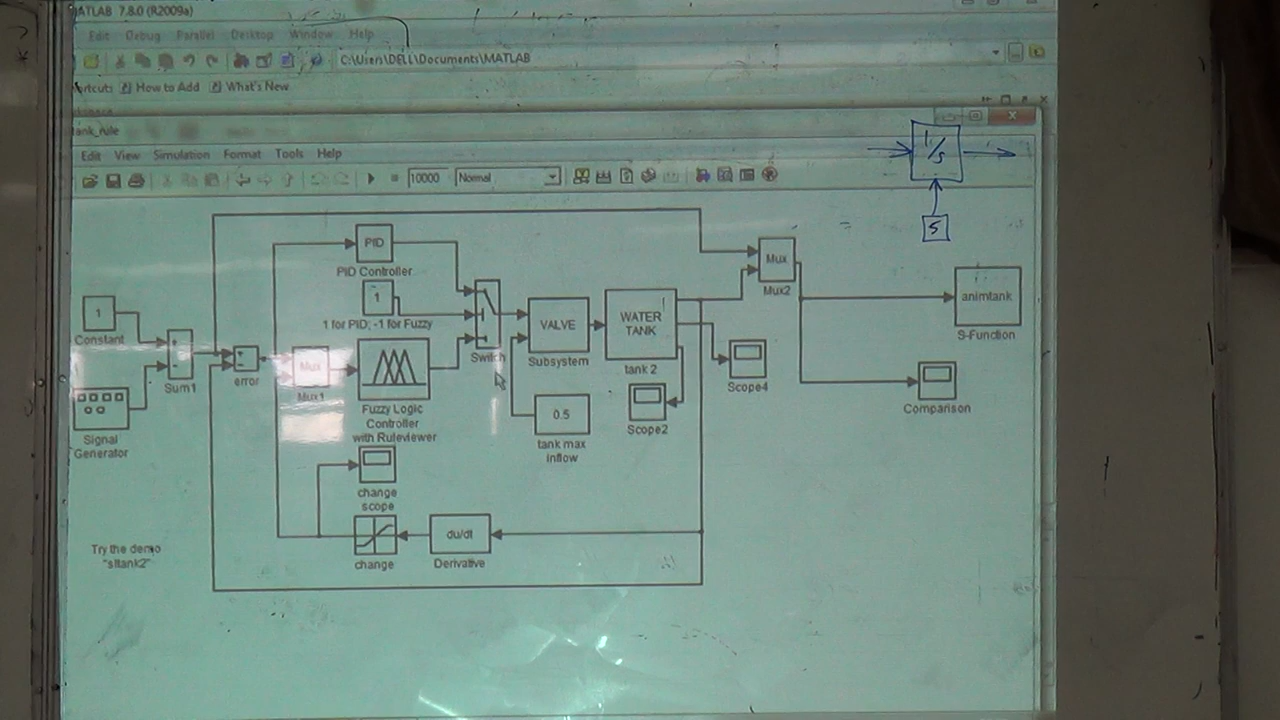 MATLAB 7.8.0 (R2009a)
Edit Debug Parallel Desktop Window Help
C:\Users\DELL\Documents\MATLAB
How to Add What's New
tank_rule
Edit View Simulation Format Tools Help
10000 Normal
1/s
5
PID
PID Controller
1
1 for PID; -1 for Fuzzy
1
Constant
Sum1
error
Signal
Generator
Mux
Mux1
Fuzzy Logic
Controller
with Ruleviewer
Switch
VALVE
Subsystem
WATER
TANK
tank 2
Mux
Mux2
animtank
S-Function
Scope4
Comparison
Scope2
0.5
tank max
inflow
change
scope
change
du/dt
Derivative
Try the demo
"sltank2"